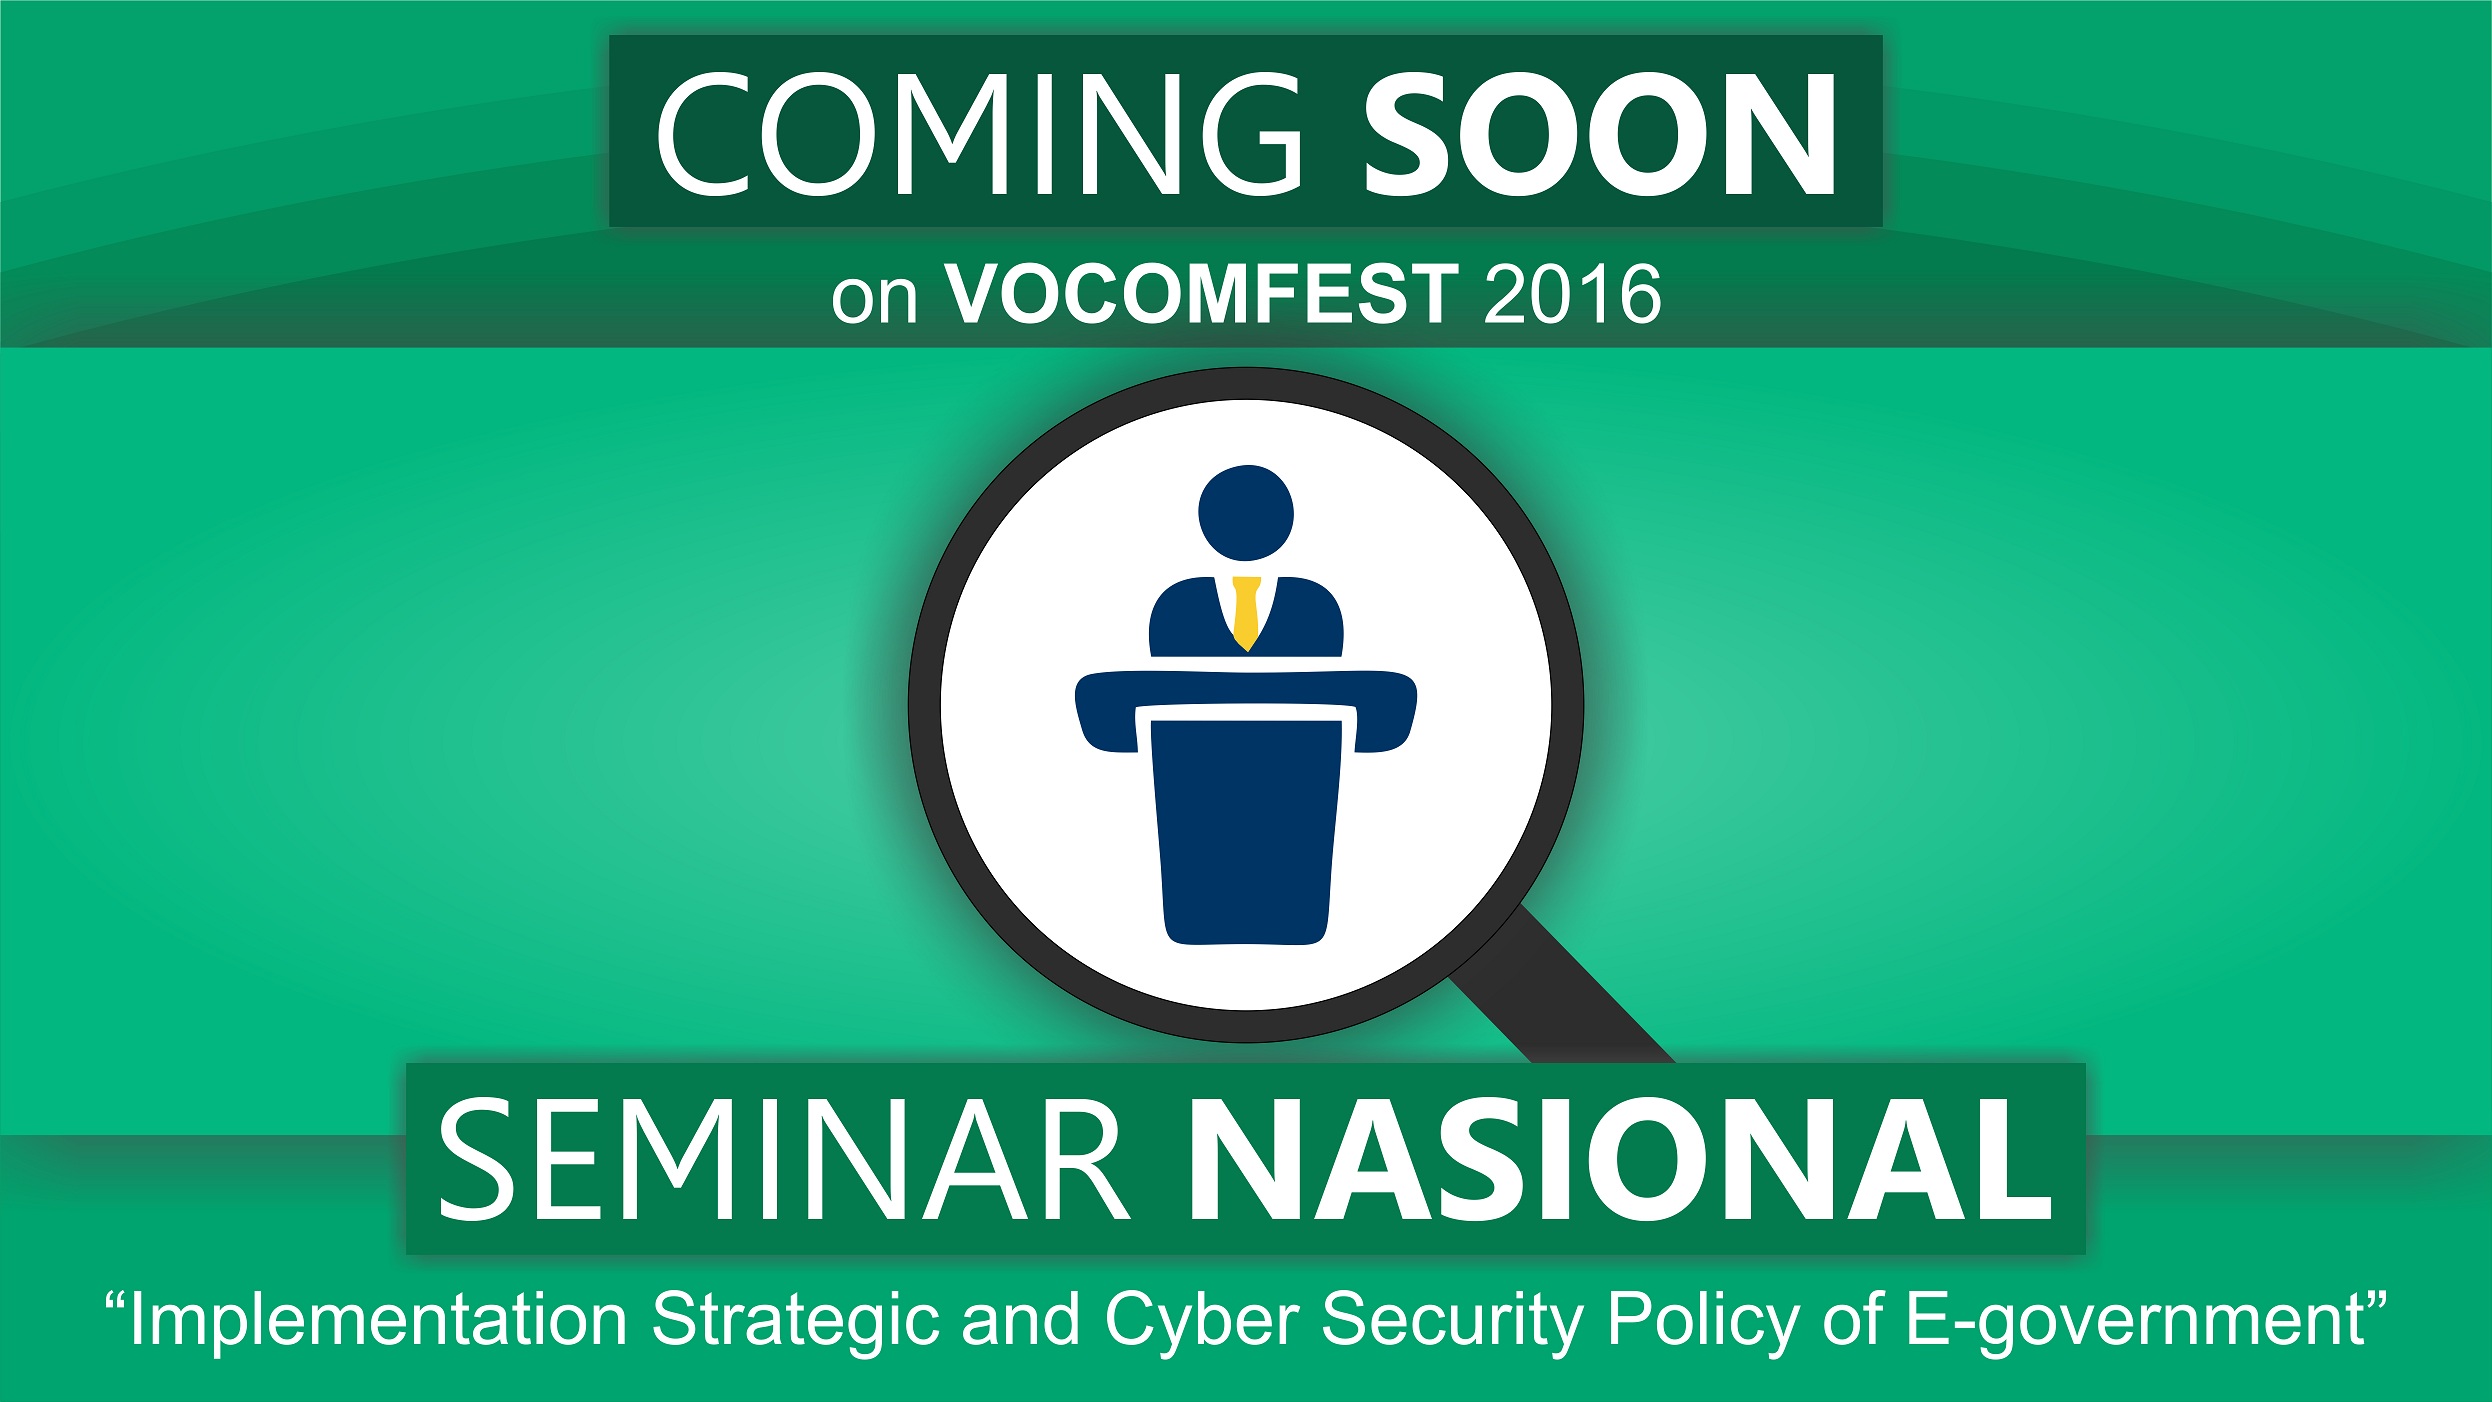 COMING SOON
on VOCOMFEST 2016
SEMINAR NASIONAL
“Implementation Strategic and Cyber Security Policy of E-government”